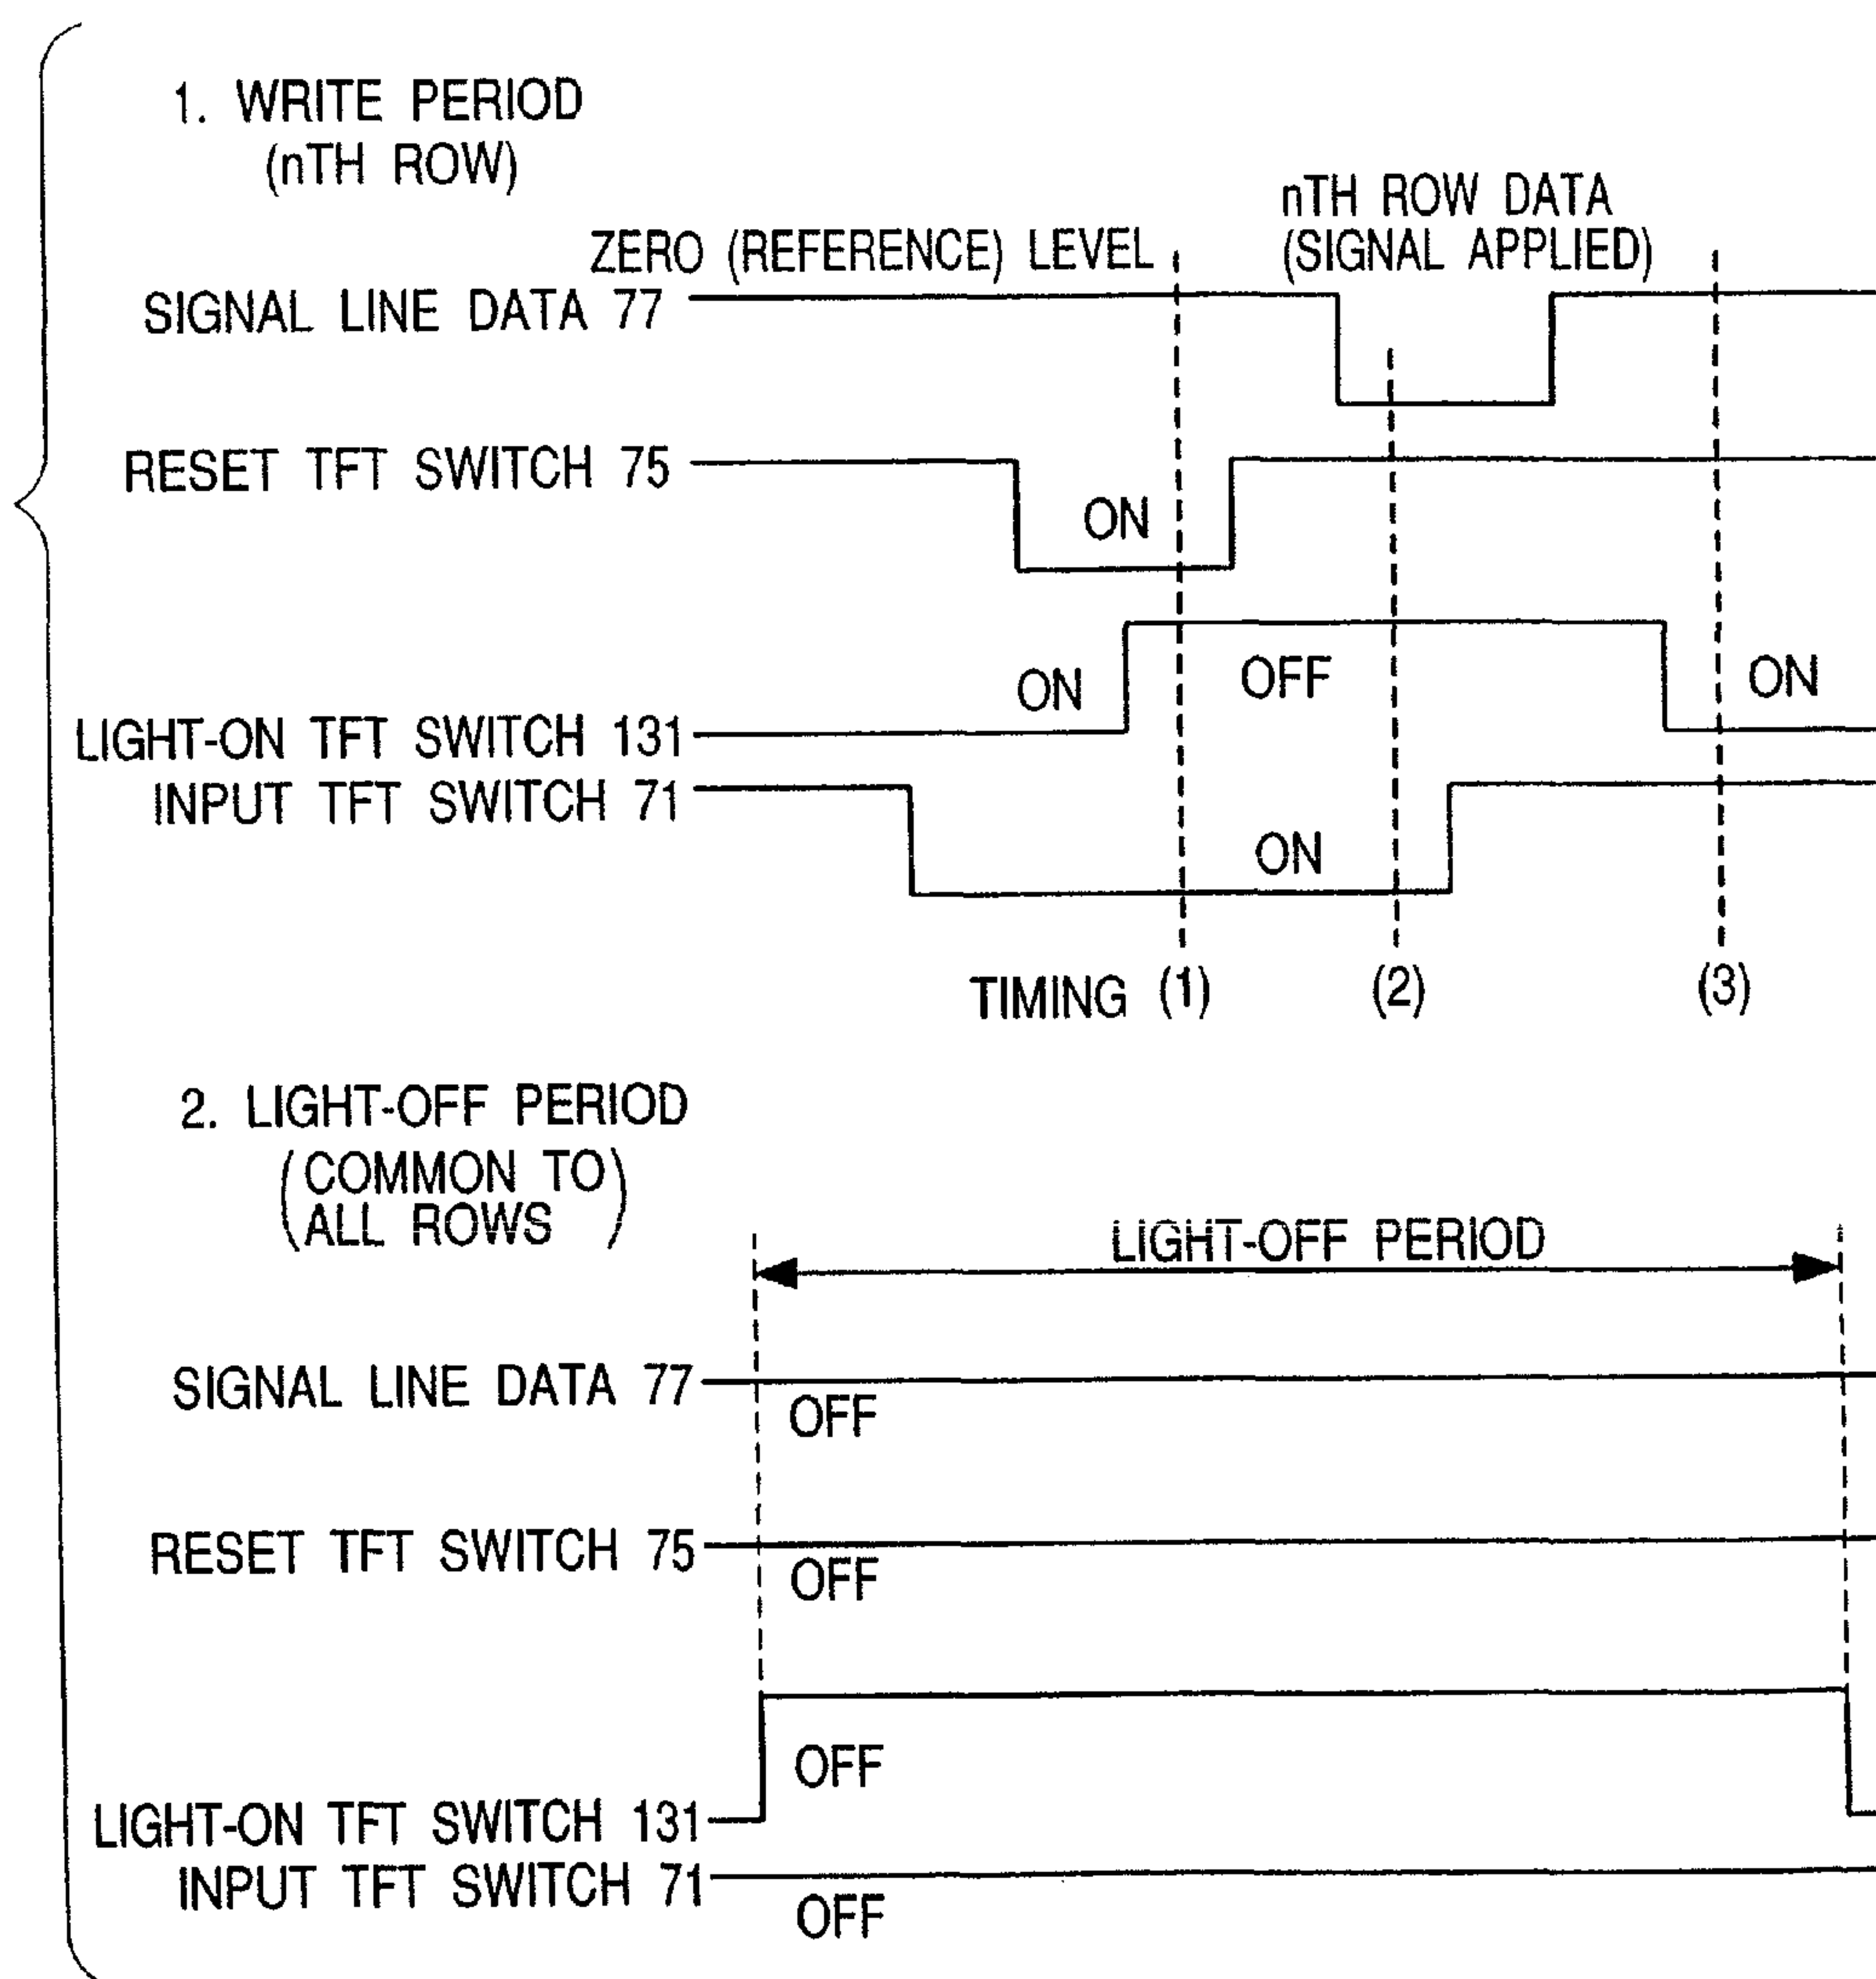 1. WRITE PERIOD
(nTH ROW)
nTH ROW DATA
(SIGNAL APPLIED)
ZERO (REFERENCE) LEVEL
SIGNAL LINE DATA 77
RESET TFT SWITCH 75
ON
ON
OFF
ON
LIGHT-ON TFT SWITCH 131
INPUT TFT SWITCH 71
ON
TIMING (1) (2) (3)
2. LIGHT-OFF PERIOD
(COMMON TO
ALL ROWS)
LIGHT-OFF PERIOD
SIGNAL LINE DATA 77
OFF
RESET TFT SWITCH 75
OFF
OFF
LIGHT-ON TFT SWITCH 131
INPUT TFT SWITCH 71
OFF